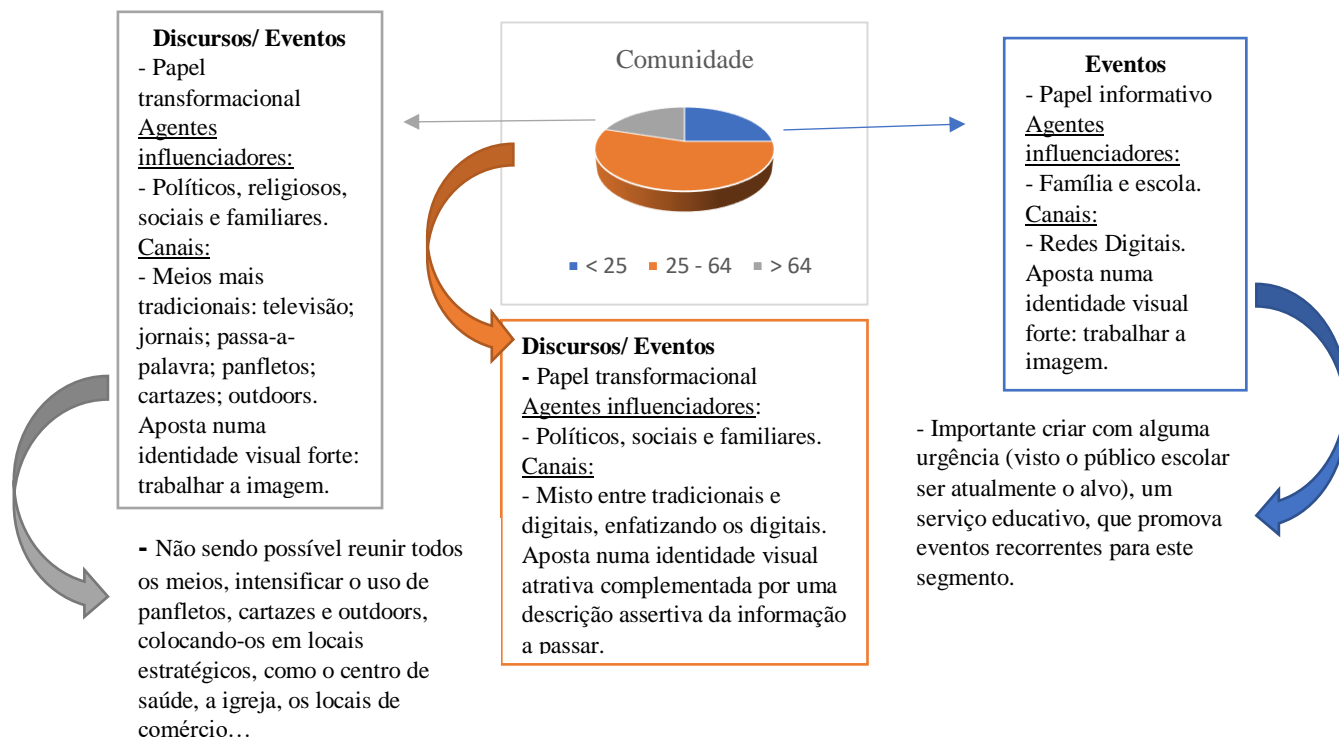 Discursos/ Eventos
- Papel
transformacional
Agentes
influenciadores:
- Políticos, religiosos,
sociais e familiares.
Canais:
- Meios mais
tradicionais: televisão;
jornais; passa-a-
palavra; panfletos;
cartazes; outdoors.
Aposta numa
identidade visual forte:
trabalhar a imagem.
- Não sendo possível reunir todos
os meios, intensificar o uso de
panfletos, cartazes e outdoors,
colocando-os em locais
estratégicos, como o centro de
saúde, a igreja, os locais de
comércio…
Comunidade
< 25
25 - 64
> 64
Discursos/ Eventos
- Papel transformacional
Agentes influenciadores:
- Políticos, sociais e familiares.
Canais:
- Misto entre tradicionais e
digitais, enfatizando os digitais.
Aposta numa identidade visual
atrativa complementada por uma
descrição assertiva da informação
a passar.
Eventos
- Papel informativo
Agentes
influenciadores:
- Família e escola.
Canais:
- Redes Digitais.
Aposta numa
identidade visual
forte: trabalhar a
imagem.
- Importante criar com alguma
urgência (visto o público escolar
ser atualmente o alvo), um
serviço educativo, que promova
eventos recorrentes para este
segmento.